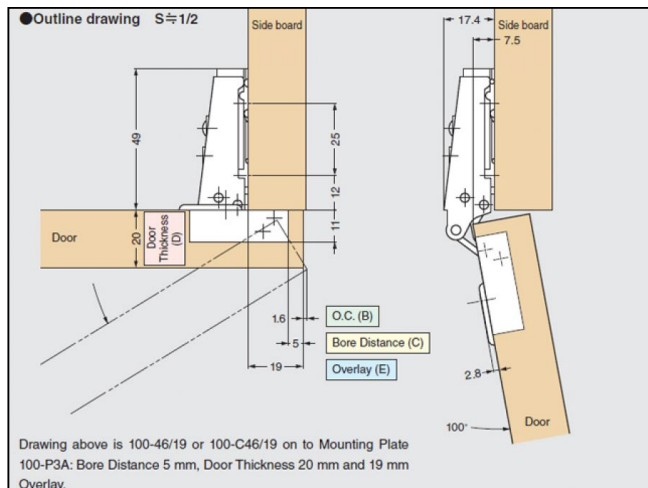 ●Outline drawing S≒1/2
Side board
Side board
17.4
7.5
49
25
12
11
Door
20
Door
Thickness
(D)
1.6
O.C. (B)
5
Bore Distance (C)
19
Overlay (E)
2.8
100°
Door
Drawing above is 100-46/19 or 100-C46/19 on to Mounting Plate
100-P3A: Bore Distance 5 mm, Door Thickness 20 mm and 19 mm
Overlay.